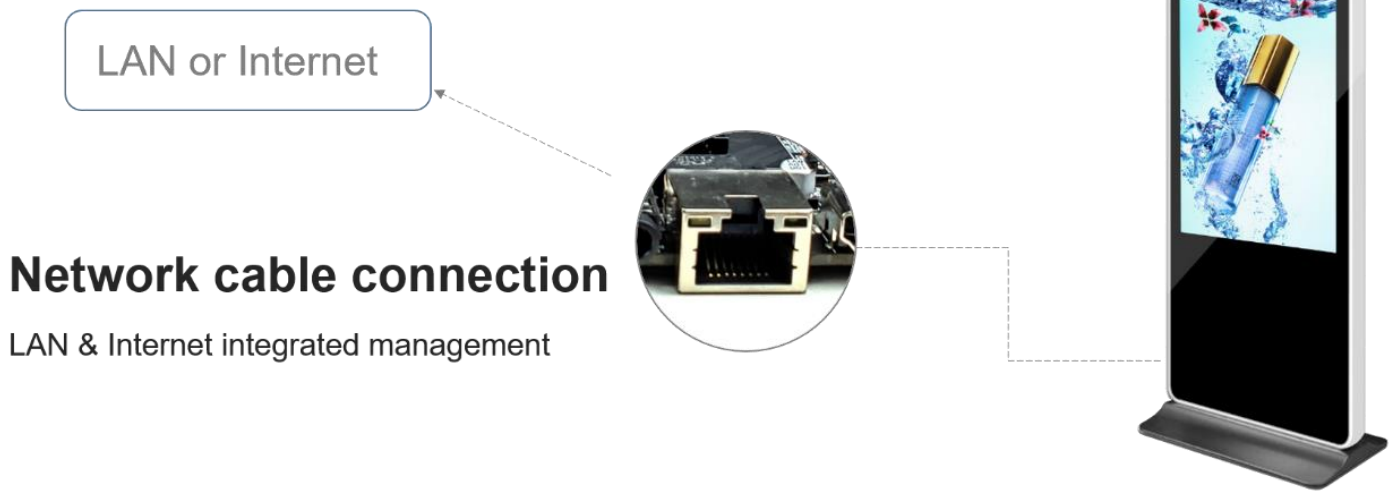 LAN or Internet
Network cable connection
LAN & Internet integrated management